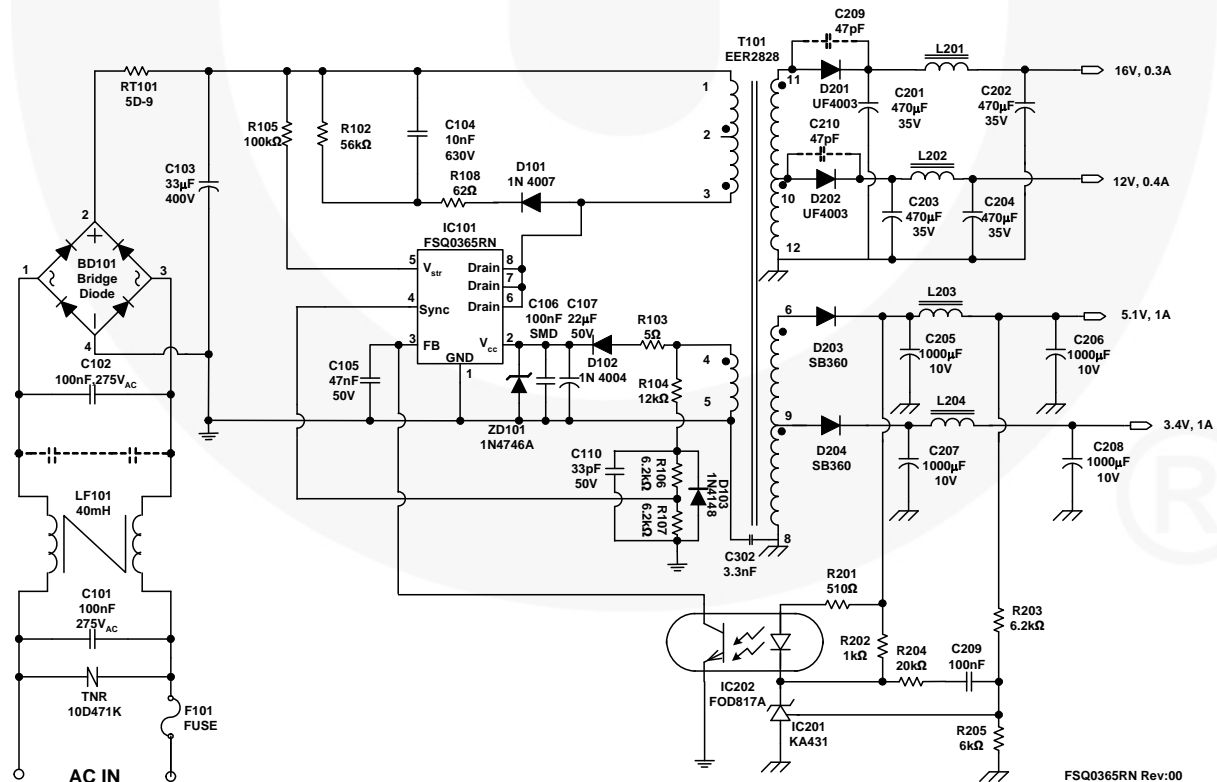 C209
47pF
T101
EER2828
L201
16V, 0.3A
RT101
5D-9
1
11
D201
UF4003
C201
470µF
35V
C202
470µF
35V
R105
100kΩ
R102
56kΩ
C104
10nF
630V
2
C210
47pF
L202
12V, 0.4A
C103
33µF
400V
R108
62Ω
D101
1N 4007
3
10
D202
UF4003
C203
470µF
35V
C204
470µF
35V
12
2
1
BD101
Bridge
Diode
3
4
IC101
FSQ0365RN
5
Vstr
Drain
8
Drain
7
4
Sync
Drain
6
3
FB
Vcc
2
GND
1
C106
100nF
SMD
C107
22µF
50V
R103
5Ω
D102
1N 4004
6
D203
SB360
L203
5.1V, 1A
C205
1000µF
10V
C206
1000µF
10V
C102
100nF,275VAC
C105
47nF
50V
ZD101
1N4746A
R104
12kΩ
4
5
9
D204
SB360
L204
3.4V, 1A
C207
1000µF
10V
C208
1000µF
10V
C110
33pF
50V
R106
6.2kΩ
R107
6.2kΩ
D103
1N4148
8
C302
3.3nF
LF101
40mH
R201
510Ω
C101
100nF
275VAC
R202
1kΩ
R204
20kΩ
C209
100nF
R203
6.2kΩ
TNR
10D471K
F101
FUSE
IC202
FOD817A
IC201
KA431
R205
6kΩ
AC IN
FSQ0365RN Rev:00
R